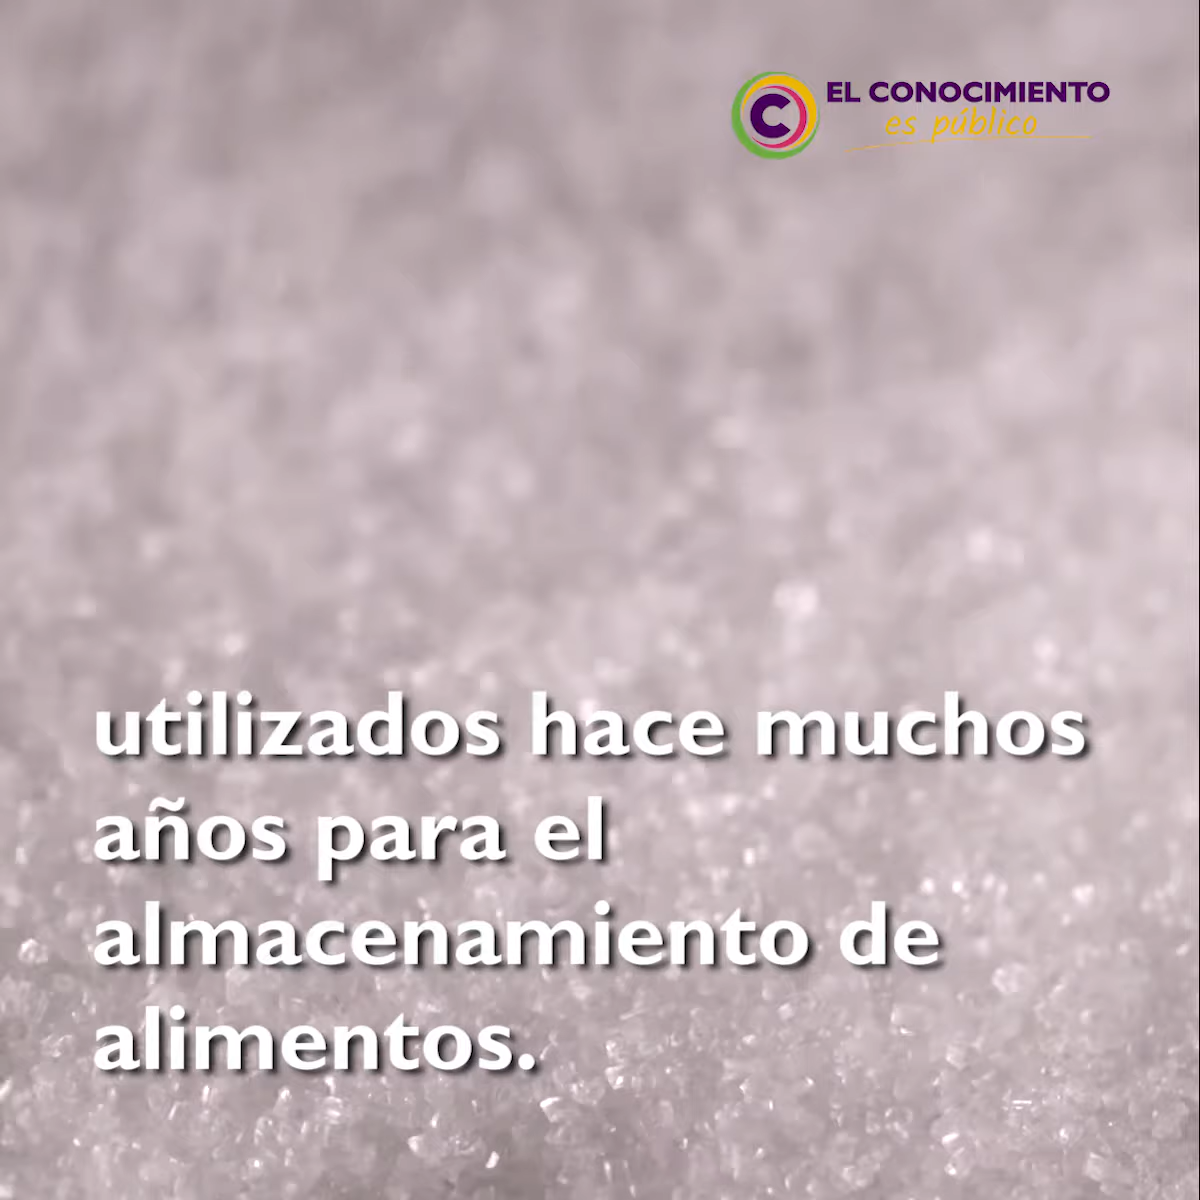 EL CONOCIMIENTO
es público
utilizados hace muchos
años para el
almacenamiento de
alimentos.